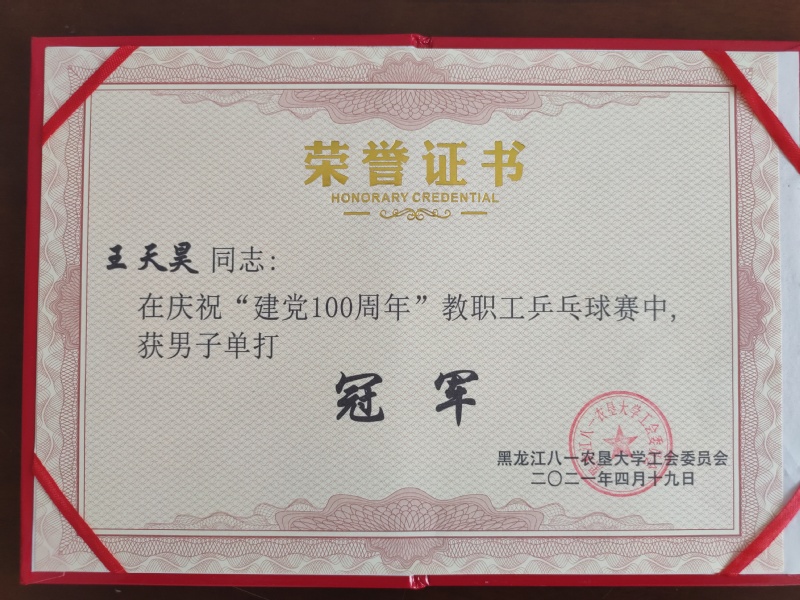 荣誉证书
HONORARY CREDENTIAL
王天昊 同志:
在庆祝“建党100周年”教职工乒乓球赛中,
获男子单打
冠 军
黑龙江八一农垦大学工会委员会
二〇二一年四月十九日